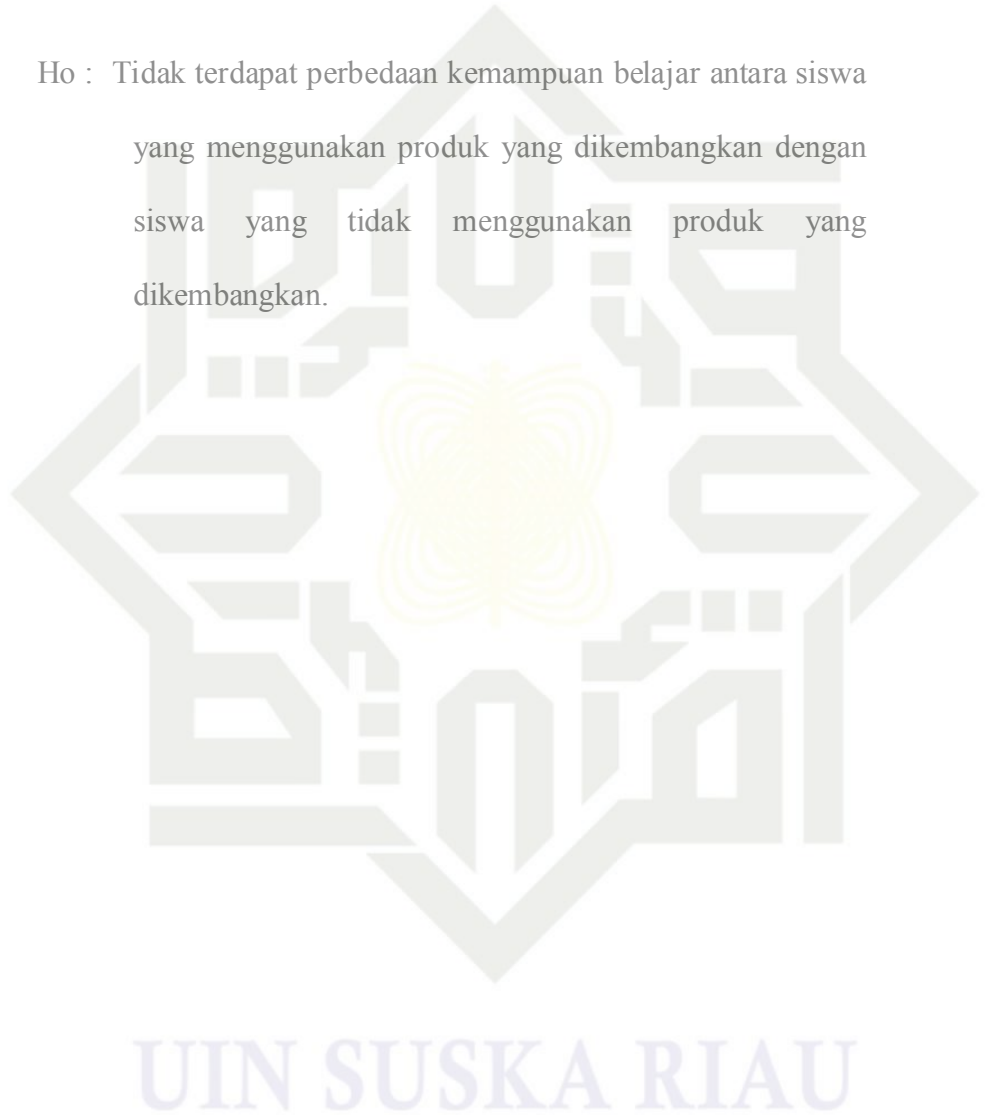 Ho : Tidak terdapat perbedaan kemampuan belajar antara siswa
yang menggunakan produk yang dikembangkan dengan
siswa yang tidak menggunakan produk yang
dikembangkan.
UIN SUSKA RIAU